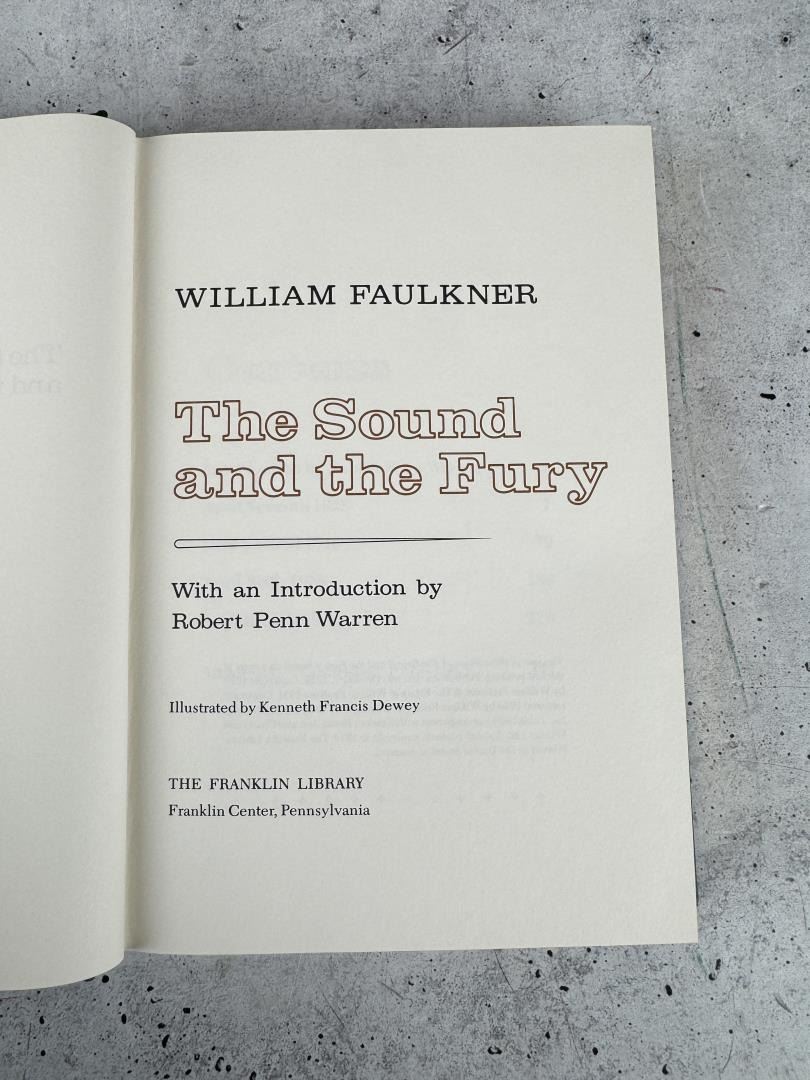 WILLIAM FAULKNER
The Sound
and the Fury
With an Introduction by
Robert Penn Warren
Illustrated by Kenneth Francis Dewey
THE FRANKLIN LIBRARY
Franklin Center, Pennsylvania